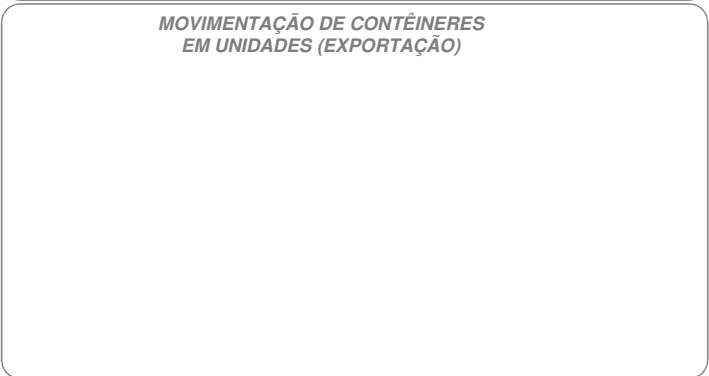 MOVIMENTAÇÃO DE CONTÊINERES
EM UNIDADES (EXPORTAÇÃO)